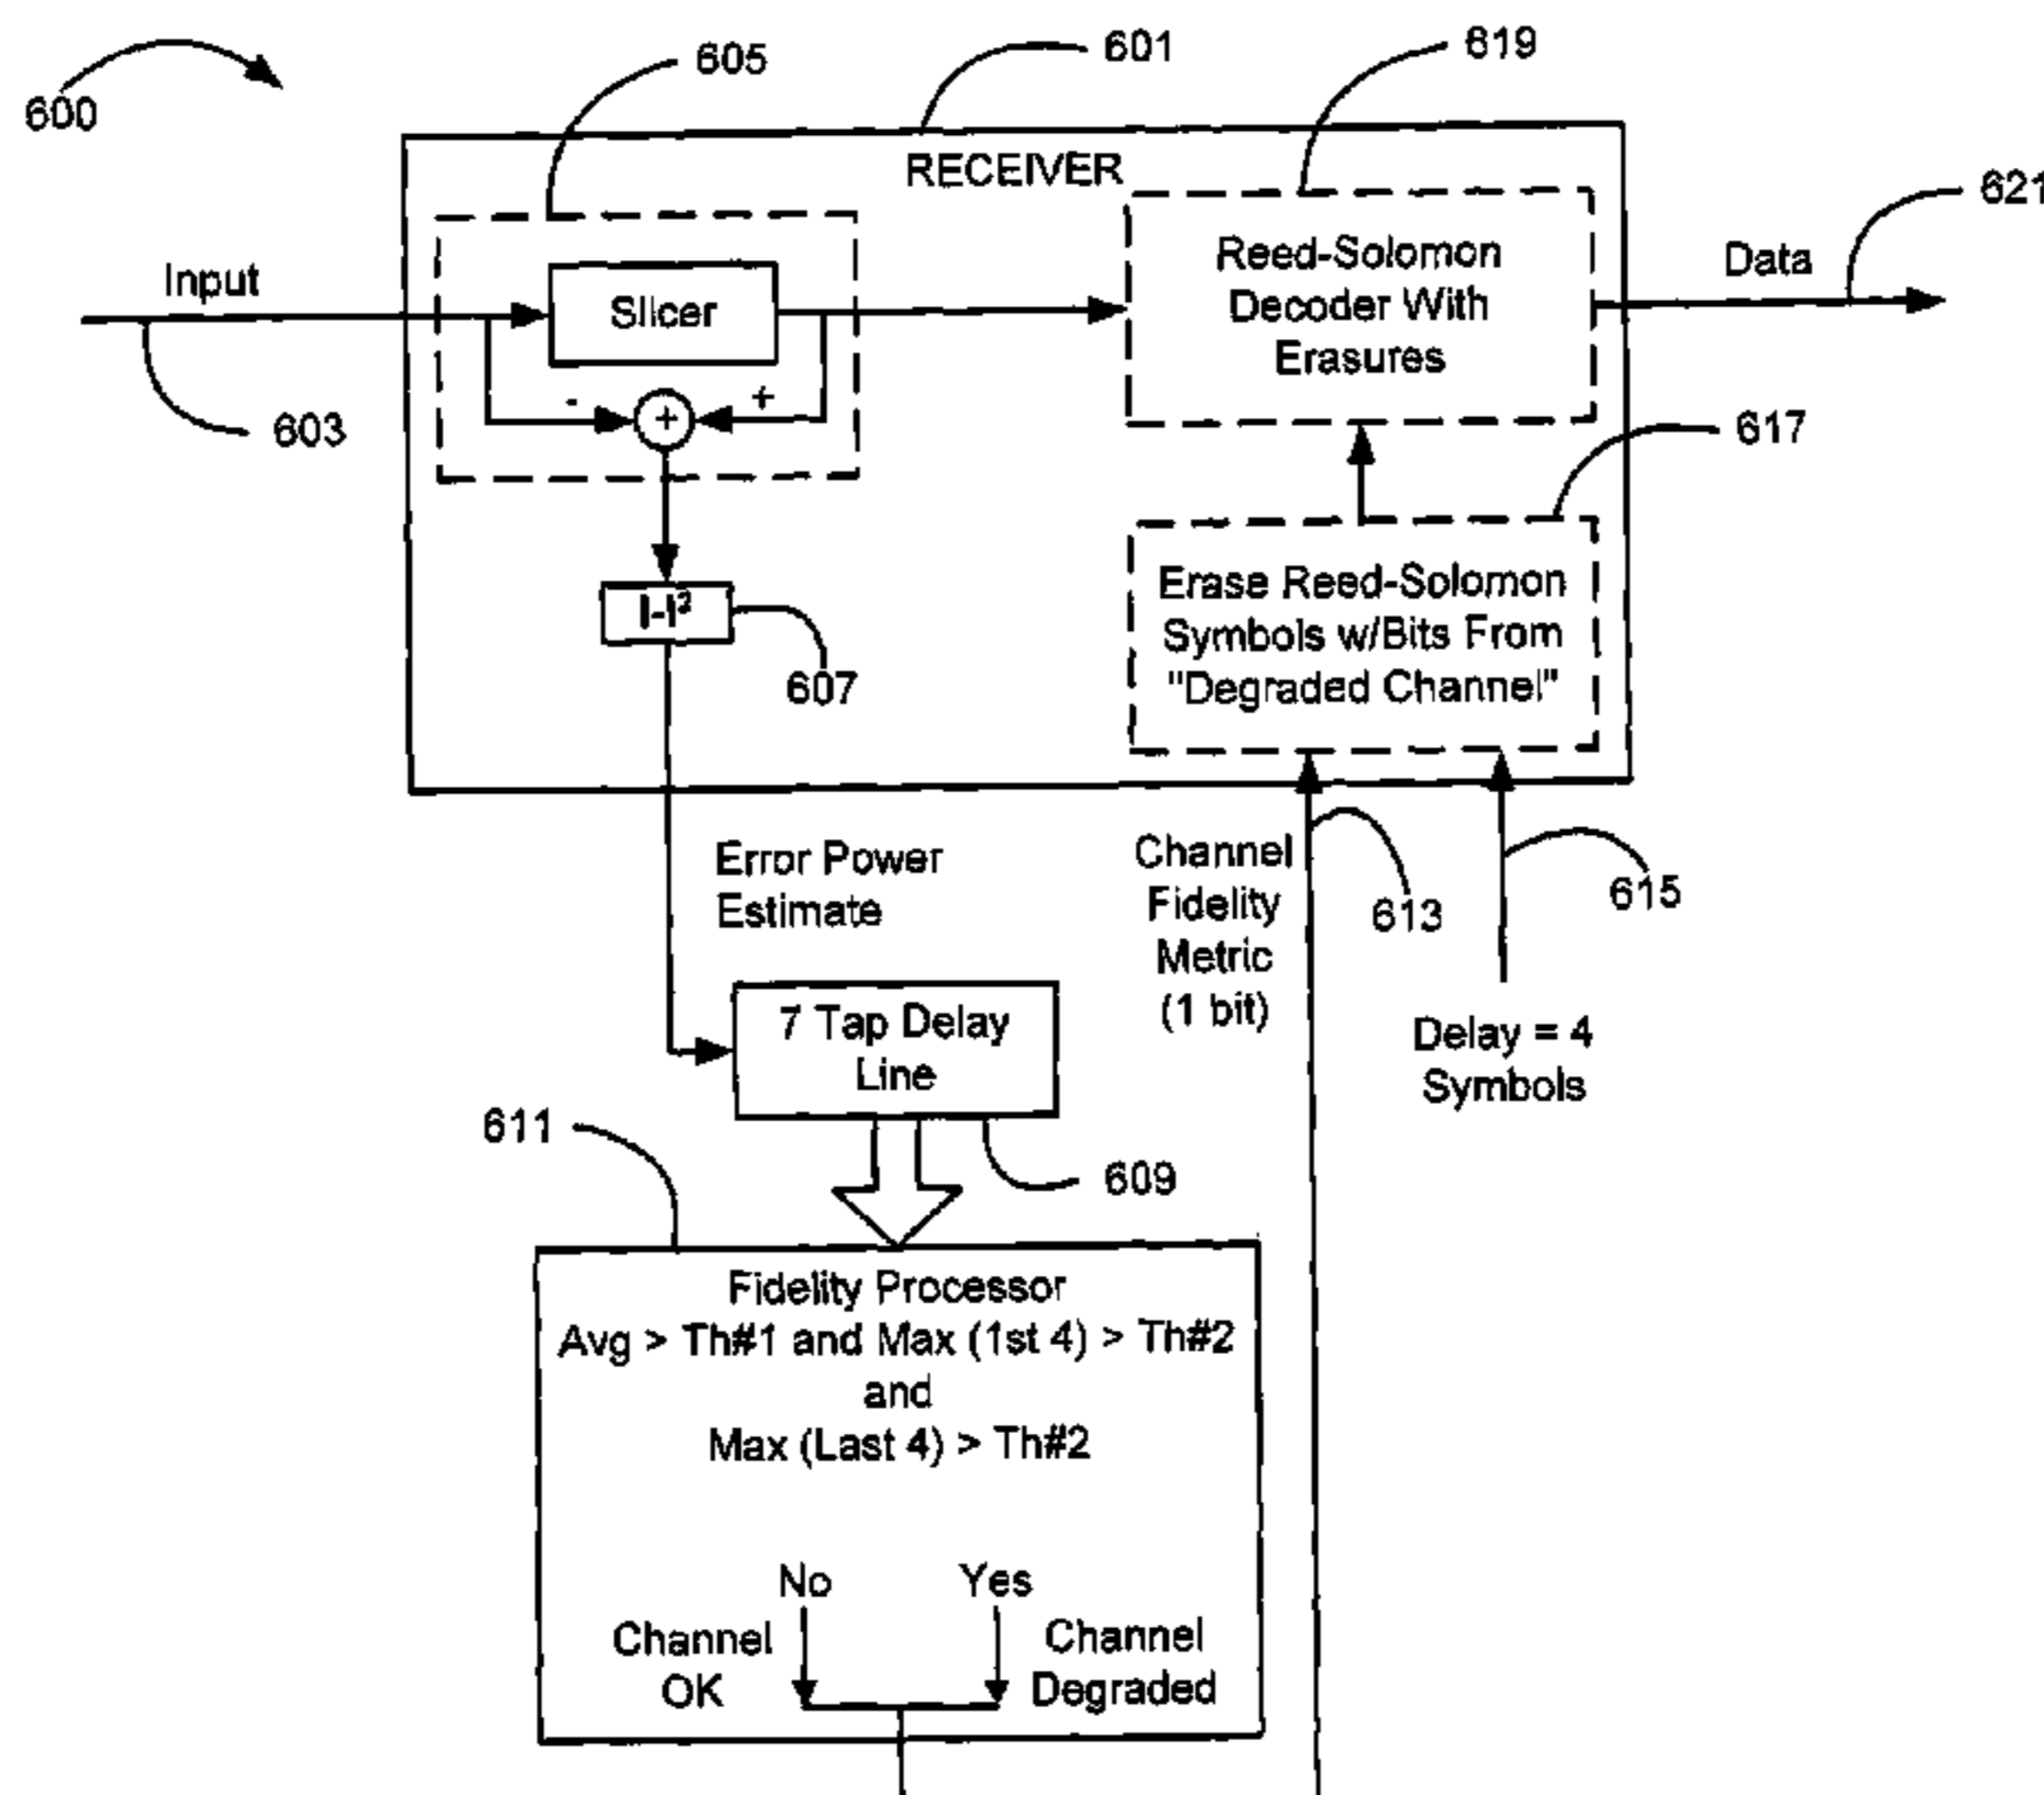 600
605
601
619
RECEIVER
621
Input
Slicer
Reed-Solomon
Decoder With
Erasures
Data
-
+
+
603
617
|-|²
607
Erase Reed-Solomon
Symbols w/Bits From
"Degraded Channel"
Error Power
Estimate
Channel
Fidelity
Metric
(1 bit)
613
615
Delay = 4
Symbols
7 Tap Delay
Line
609
611
Fidelity Processor
Avg > Th#1 and Max (1st 4) > Th#2
and
Max (Last 4) > Th#2
No
Yes
Channel
OK
Channel
Degraded